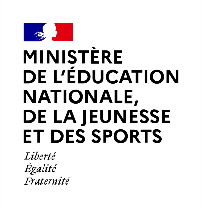 MINISTÈRE
DE L'ÉDUCATION
NATIONALE,
DE LA JEUNESSE
ET DES SPORTS
Liberté
Égalité
Fraternité